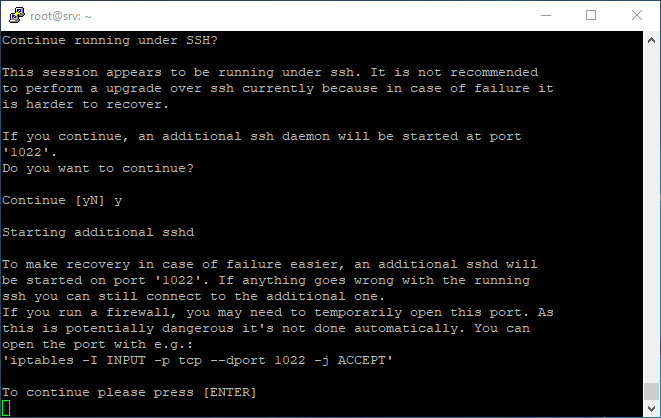 root@srv: ~
Continue running under SSH?
This session appears to be running under ssh. It is not recommended
to perform a upgrade over ssh currently because in case of failure it
is harder to recover.
If you continue, an additional ssh daemon will be started at port
'1022'.
Do you want to continue?
Continue [yN] y
Starting additional sshd
To make recovery in case of failure easier, an additional sshd will
be started on port '1022'. If anything goes wrong with the running
ssh you can still connect to the additional one.
If you run a firewall, you may need to temporarily open this port. As
this is potentially dangerous it's not done automatically. You can
open the port with e.g.:
'iptables -I INPUT -p tcp --dport 1022 -j ACCEPT'
To continue please press [ENTER]